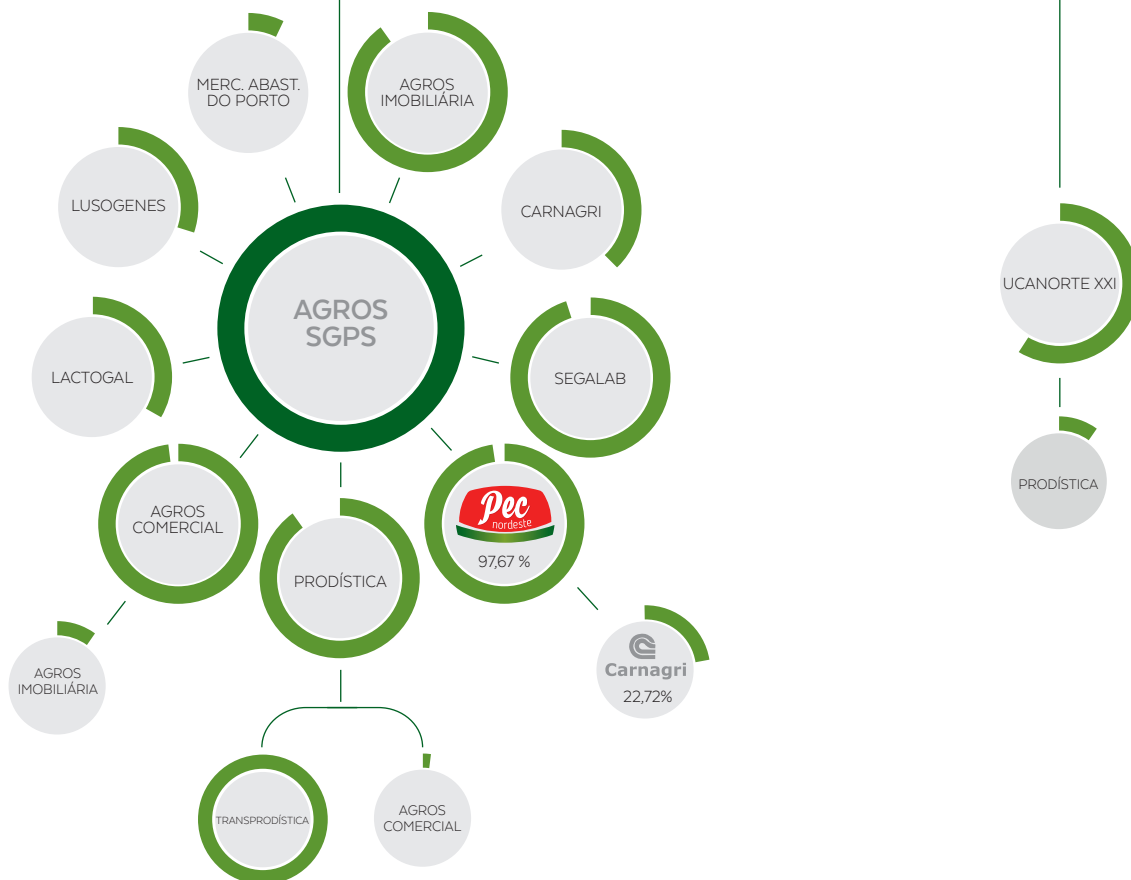 MERC. ABAST.
DO PORTO
AGROS
IMOBILIÁRIA
LUSOGENES
CARNAGRI
AGROS
SGPS
UCANORTE XXI
LACTOGAL
SEGALAB
AGROS
COMERCIAL
Pec
nordeste
97,67 %
PRODÍSTICA
PRODÍSTICA
AGROS
IMOBILIÁRIA
Carnagri
22,72%
TRANSPRODÍSTICA
AGROS
COMERCIAL